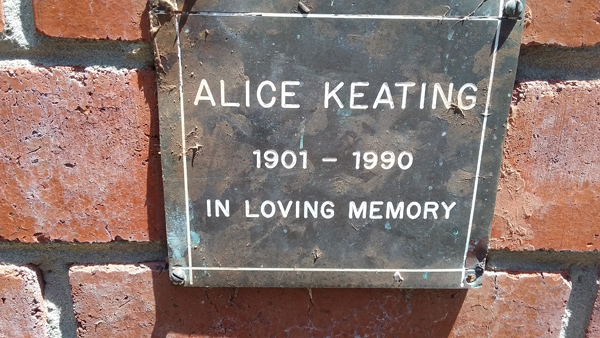 ALICE KEATING
1901 - 1990
IN LOVING MEMORY